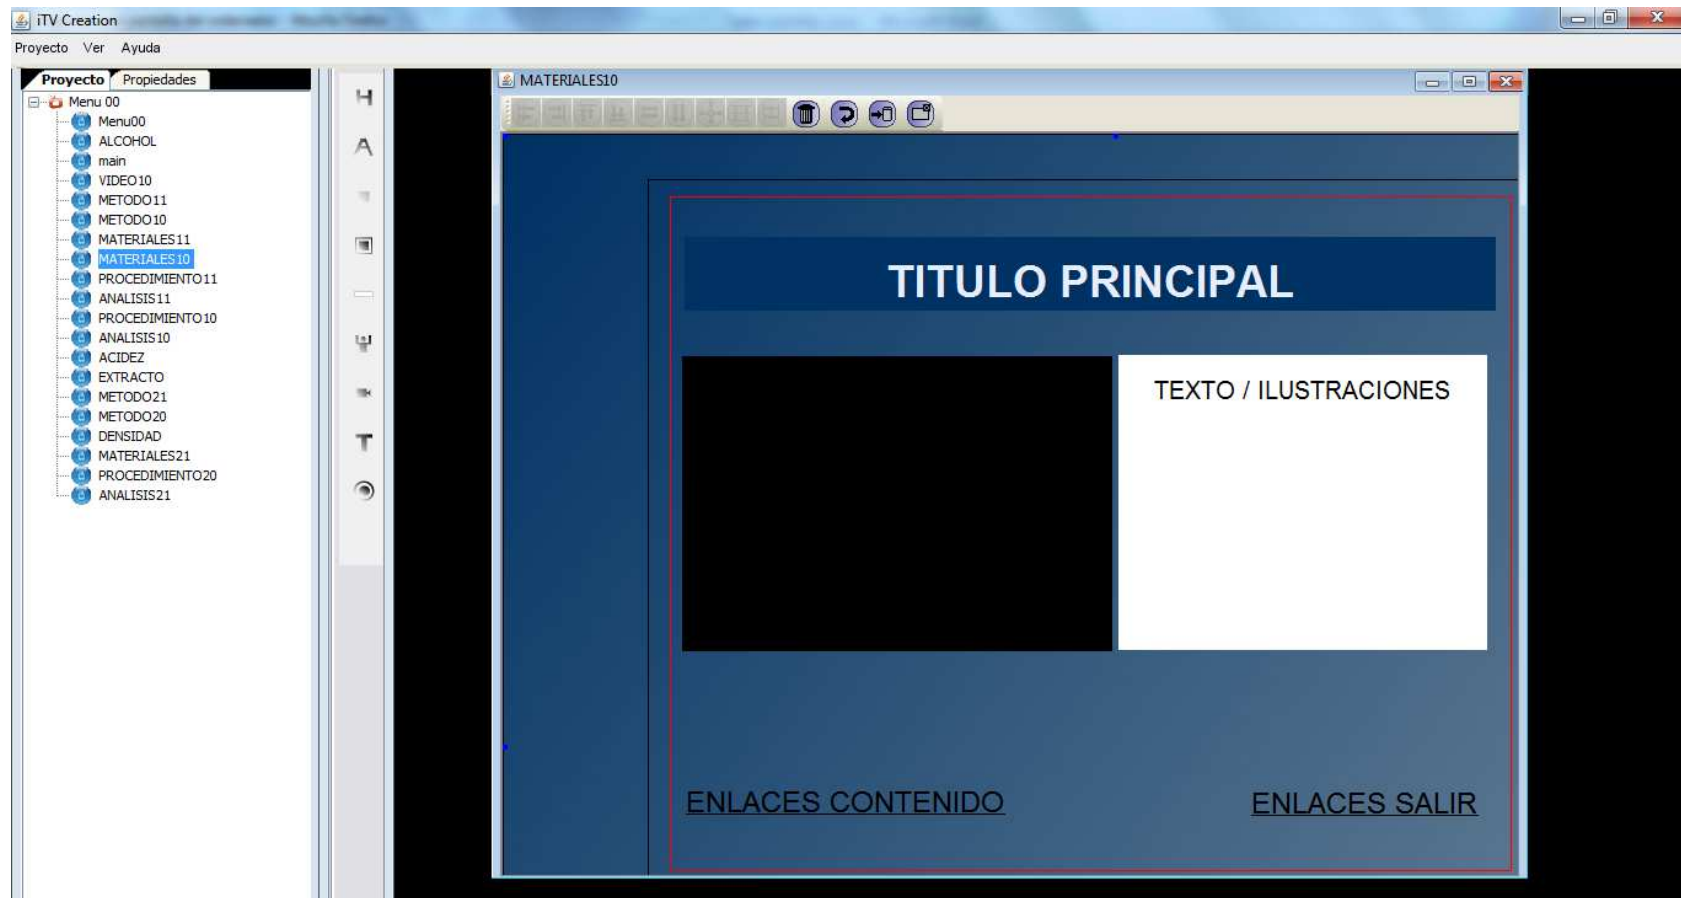 iTV Creation
Proyecto Ver Ayuda
Proyecto Propiedades
Menu 00
Menu00
ALCOHOL
main
VIDEO10
METODO11
METODO10
MATERIALES11
MATERIALES10
PROCEDIMIENTO11
ANALISIS11
PROCEDIMIENTO10
ANALISIS10
ACIDEZ
EXTRACTO
METODO21
METODO20
DENSIDAD
MATERIALES21
PROCEDIMIENTO20
ANALISIS21
H
A
T
MATERIALES10
TITULO PRINCIPAL
TEXTO / ILUSTRACIONES
ENLACES CONTENIDO
ENLACES SALIR